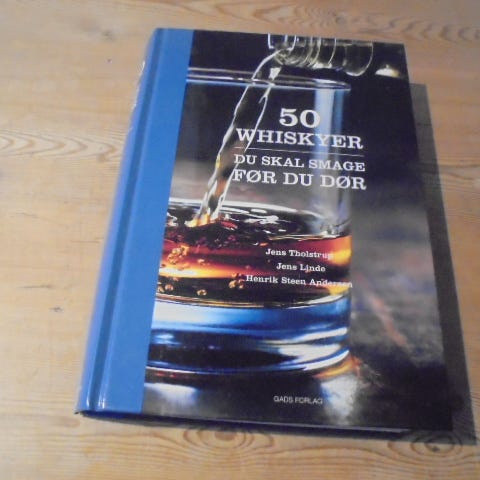 50
WHISKYER
DU SKAL SMAGE
FØR DU DØR
Jens Tholstrup
Jens Linde
Henrik Steen Andersen
GADS FORLAG